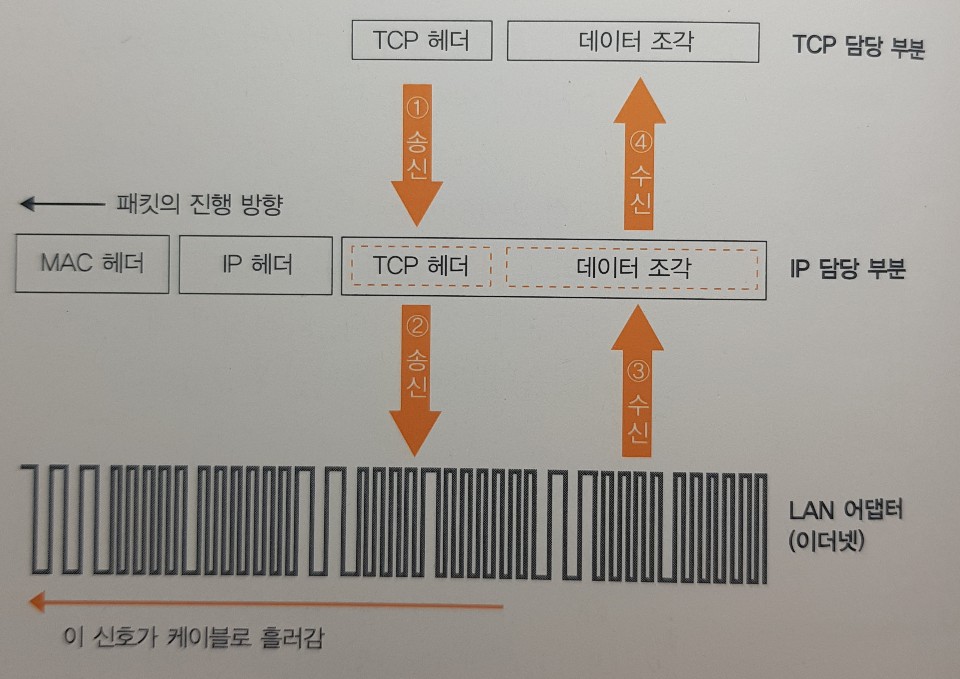 TCP 헤더 데이터 조각 TCP 담당 부분
① 송신
④ 수신
패킷의 진행 방향
MAC 헤더 IP 헤더 TCP 헤더 데이터 조각 IP 담당 부분
② 송신
③ 수신
LAN 어댑터
(이더넷)
이 신호가 케이블로 흘러감